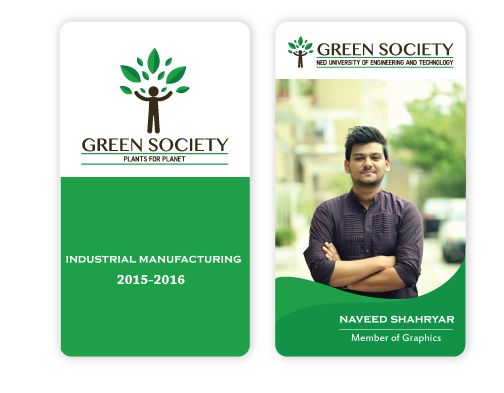 GREEN SOCIETY
PLANTS FOR PLANET
INDUSTRIAL MANUFACTURING
2015-2016
GREEN SOCIETY
NED UNIVERSITY OF ENGINEERING AND TECHNOLOGY
NAVEED SHAHRYAR
Member of Graphics